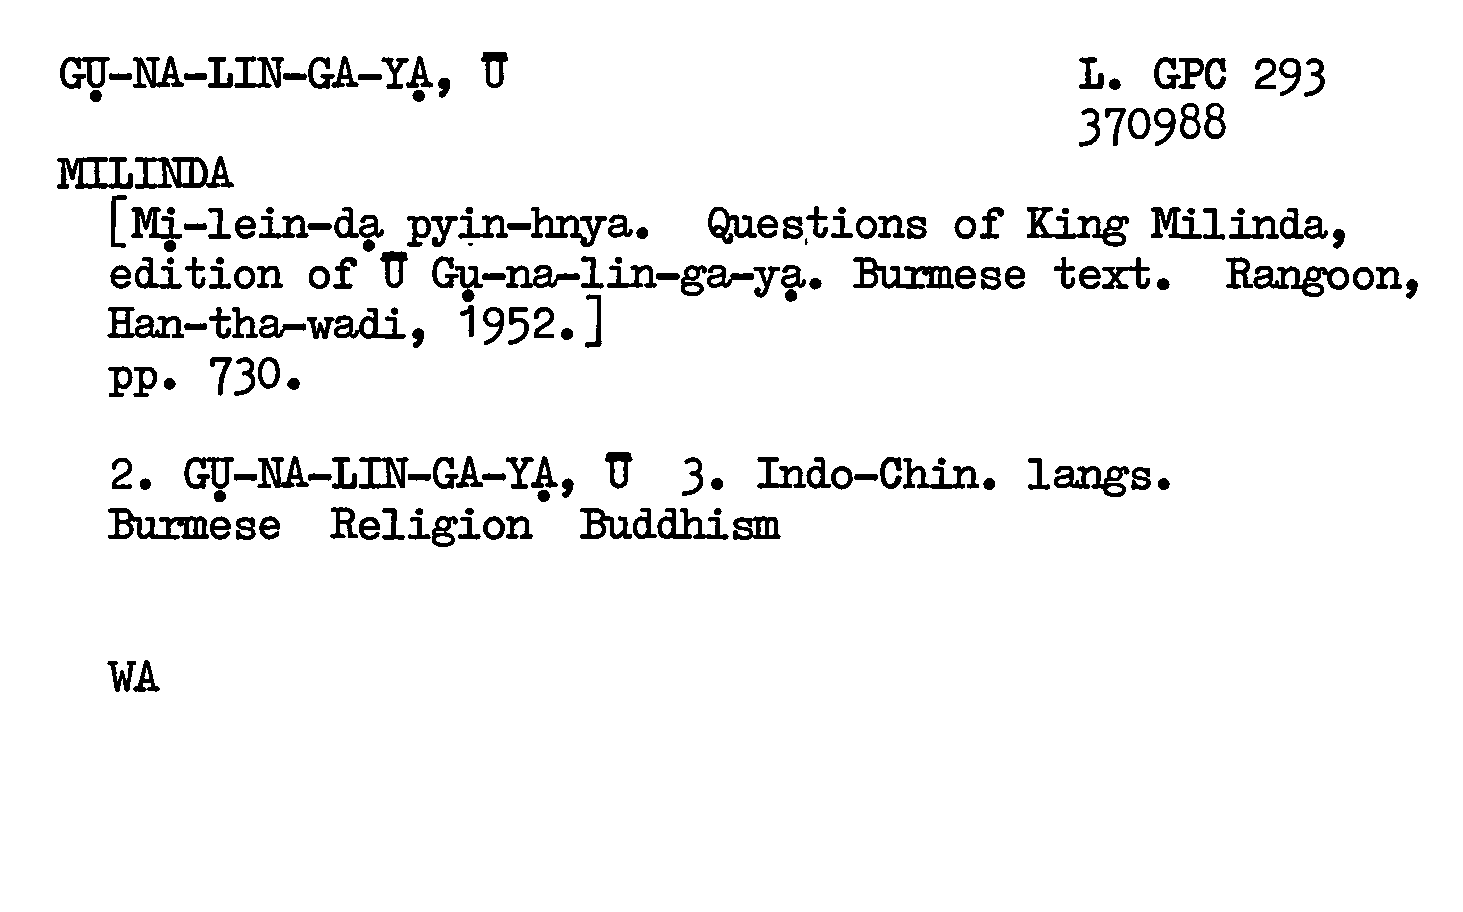 GỤ-NA-LIN-GA-YẠ, Ū L. GPC 293
370988
MILINDA
[Mị-lein-dạ pyin-hnya. Questions of King Milinda,
edition of Ū Gụ-na-lin-ga-yạ. Burmese text. Rangoon,
Han-tha-wadi, 1952.]
pp. 730.
2. GỤ-NA-LIN-GA-YẠ, Ū 3. Indo-Chin. langs.
Burmese Religion Buddhism
WA